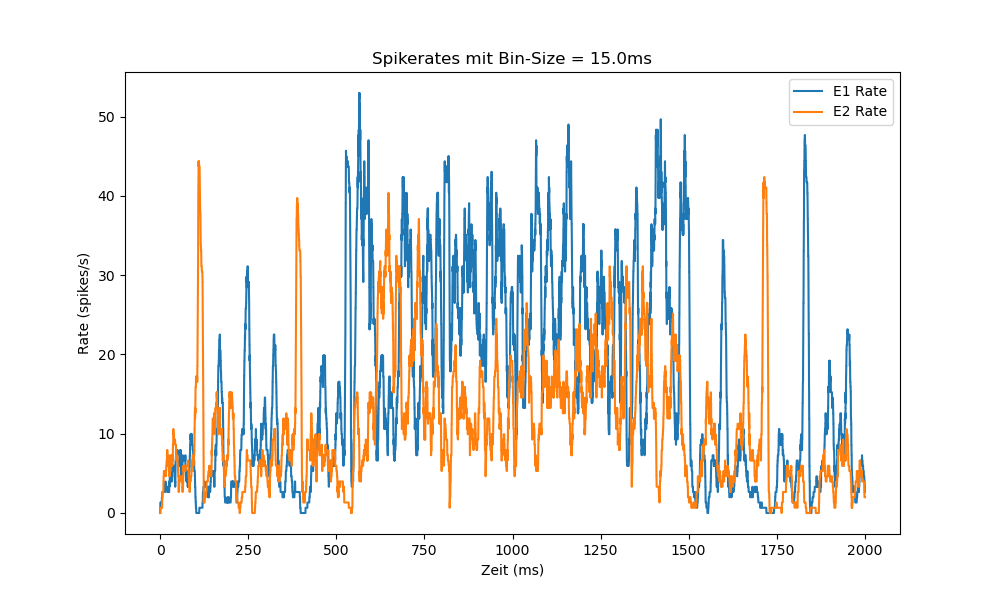 Spikerates mit Bin-Size = 15.0ms
E1 Rate
E2 Rate
50
40
30
20
10
0
Rate (spikes/s)
0 250 500 750 1000 1250 1500 1750 2000
Zeit (ms)